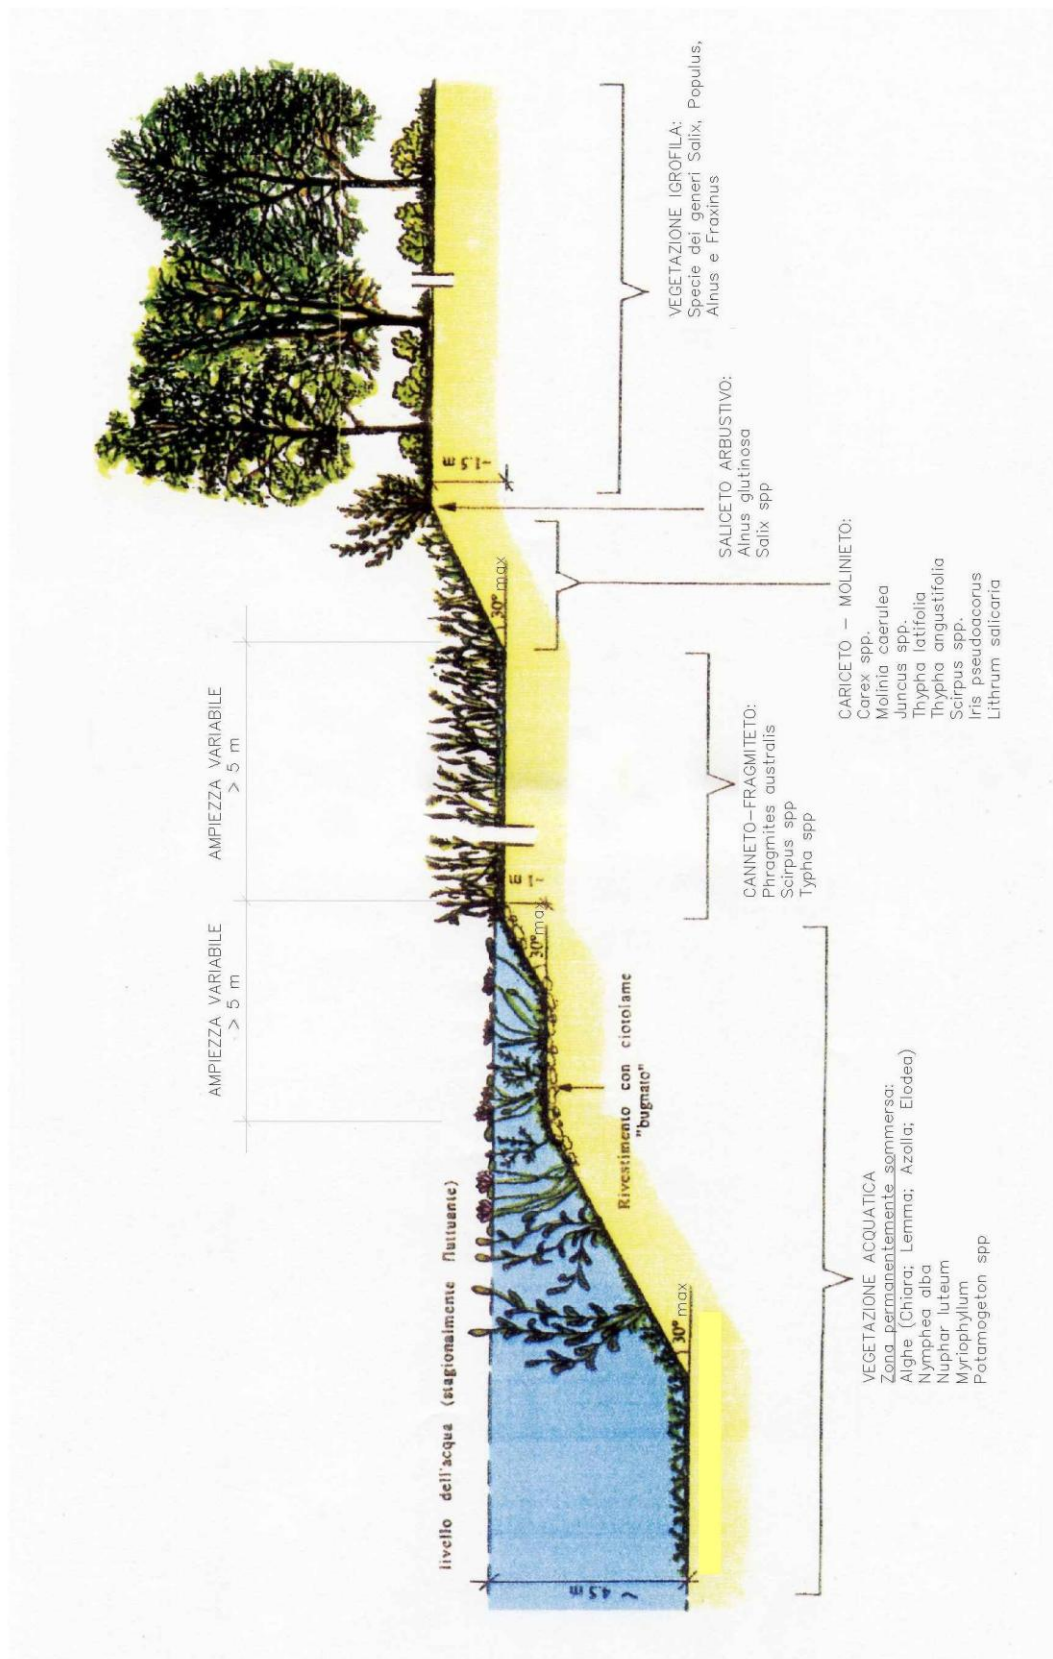 AMPIEZZA VARIABILE
> 5 m
AMPIEZZA VARIABILE
> 5 m
livello dell'acqua (stagionalmente fluttuante)
~ 4.5 m
30° max
Rivestimento con ciotolame
"bugnato"
30° max
~1 m
30° max
~1.5 m
VEGETAZIONE ACQUATICA
Zona permanentemente sommersa:
Alghe (Chiara; Lemma; Azolla; Elodea)
Nymphea alba
Nuphar luteum
Myriophyllum
Potamogeton spp
CANNETO-FRAGMITETO:
Phragmites australis
Scirpus spp
Typha spp
CARICETO - MOLINIETO:
Carex spp.
Molinia caerulea
Juncus spp.
Thypha latifolia
Thypha angustifolia
Scirpus spp.
Iris pseudoacorus
Lithrum salicaria
SALICETO ARBUSTIVO:
Alnus glutinosa
Salix spp
VEGETAZIONE IGROFILA:
Specie dei generi Salix, Populus,
Alnus e Fraxinus